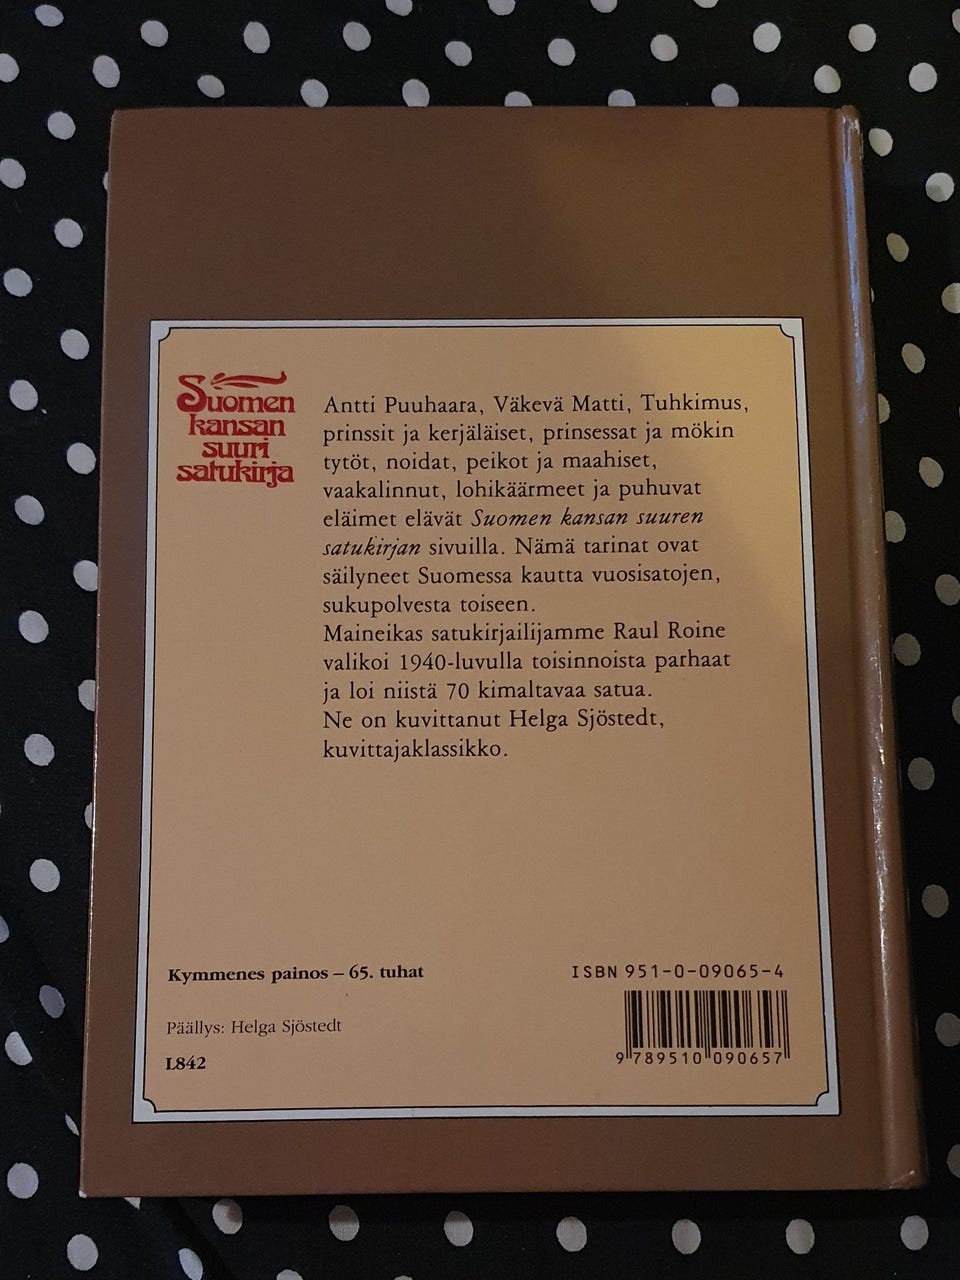 Suomen
kansan
suuri
satukirja
Antti Puuhaara, Väkevä Matti, Tuhkimus,
prinssit ja kerjäläiset, prinsessat ja mökin
tytöt, noidat, peikot ja maahiset,
vaakalinnut, lohikäärmeet ja puhuvat
eläimet elävät Suomen kansan suuren
satukirjan sivuilla. Nämä tarinat ovat
säilyneet Suomessa kautta vuosisatojen,
sukupolvesta toiseen.
Maineikas satukirjailijamme Raul Roine
valikoi 1940-luvulla toisinnoista parhaat
ja loi niistä 70 kimaltavaa satua.
Ne on kuvittanut Helga Sjöstedt,
kuvittajaklassikko.
Kymmenes painos – 65. tuhat
Päällys: Helga Sjöstedt
L842
ISBN 951-0-09065-4
9 789510 090657